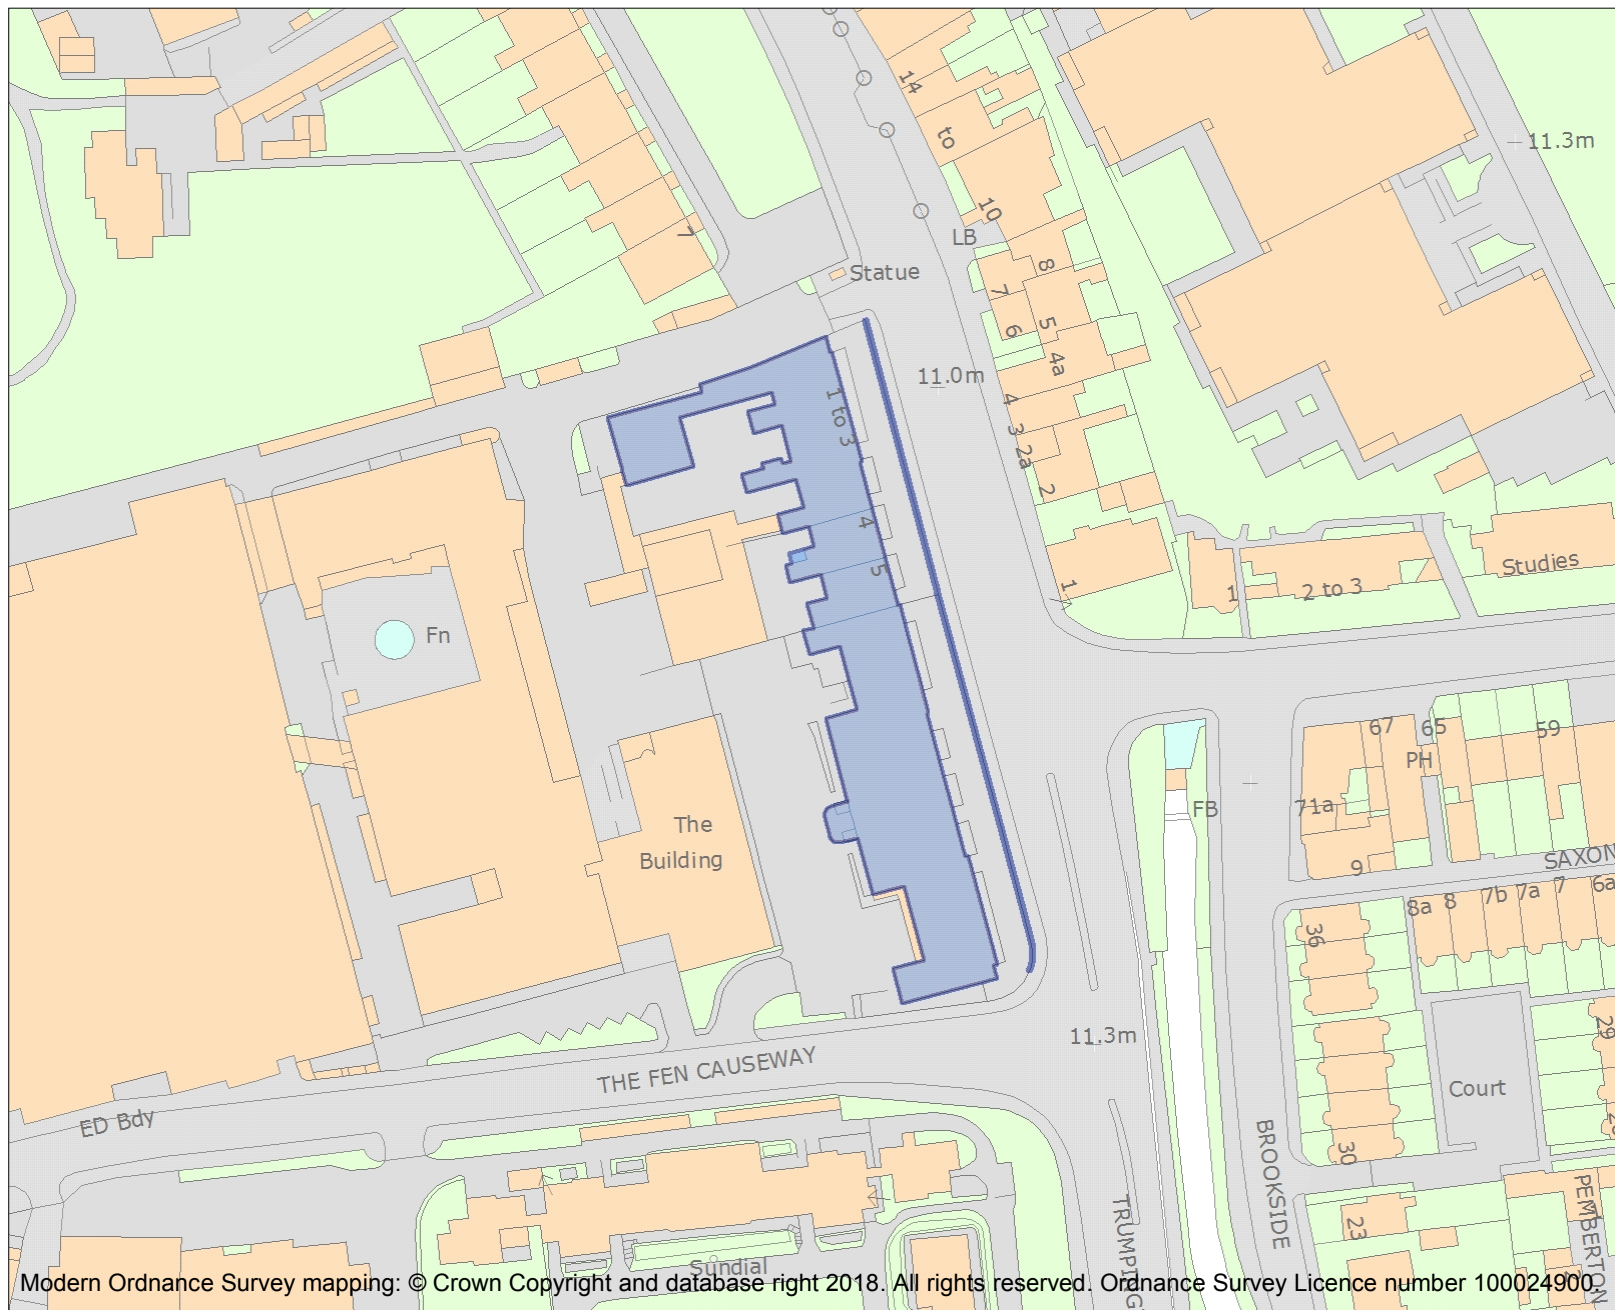 14
to
10
11.3m
LB
7
8
Statue
7
6
5
4a
11.0m
1 to 3
4
3
2a
2
4
5
Studies
1
1
2 to 3
Fn
67
65
59
PH
The
Building
FB
71a
9
SAXON
8a
8
7b
7a
7
6a
36
11.3m
29
THE FEN CAUSEWAY
Court
ED Bdy
BROOKSIDE
30
TRUMPING
PEMBERTON
23
Sundial
Modern Ordnance Survey mapping: © Crown Copyright and database right 2018. All rights reserved. Ordnance Survey Licence number 100024900.